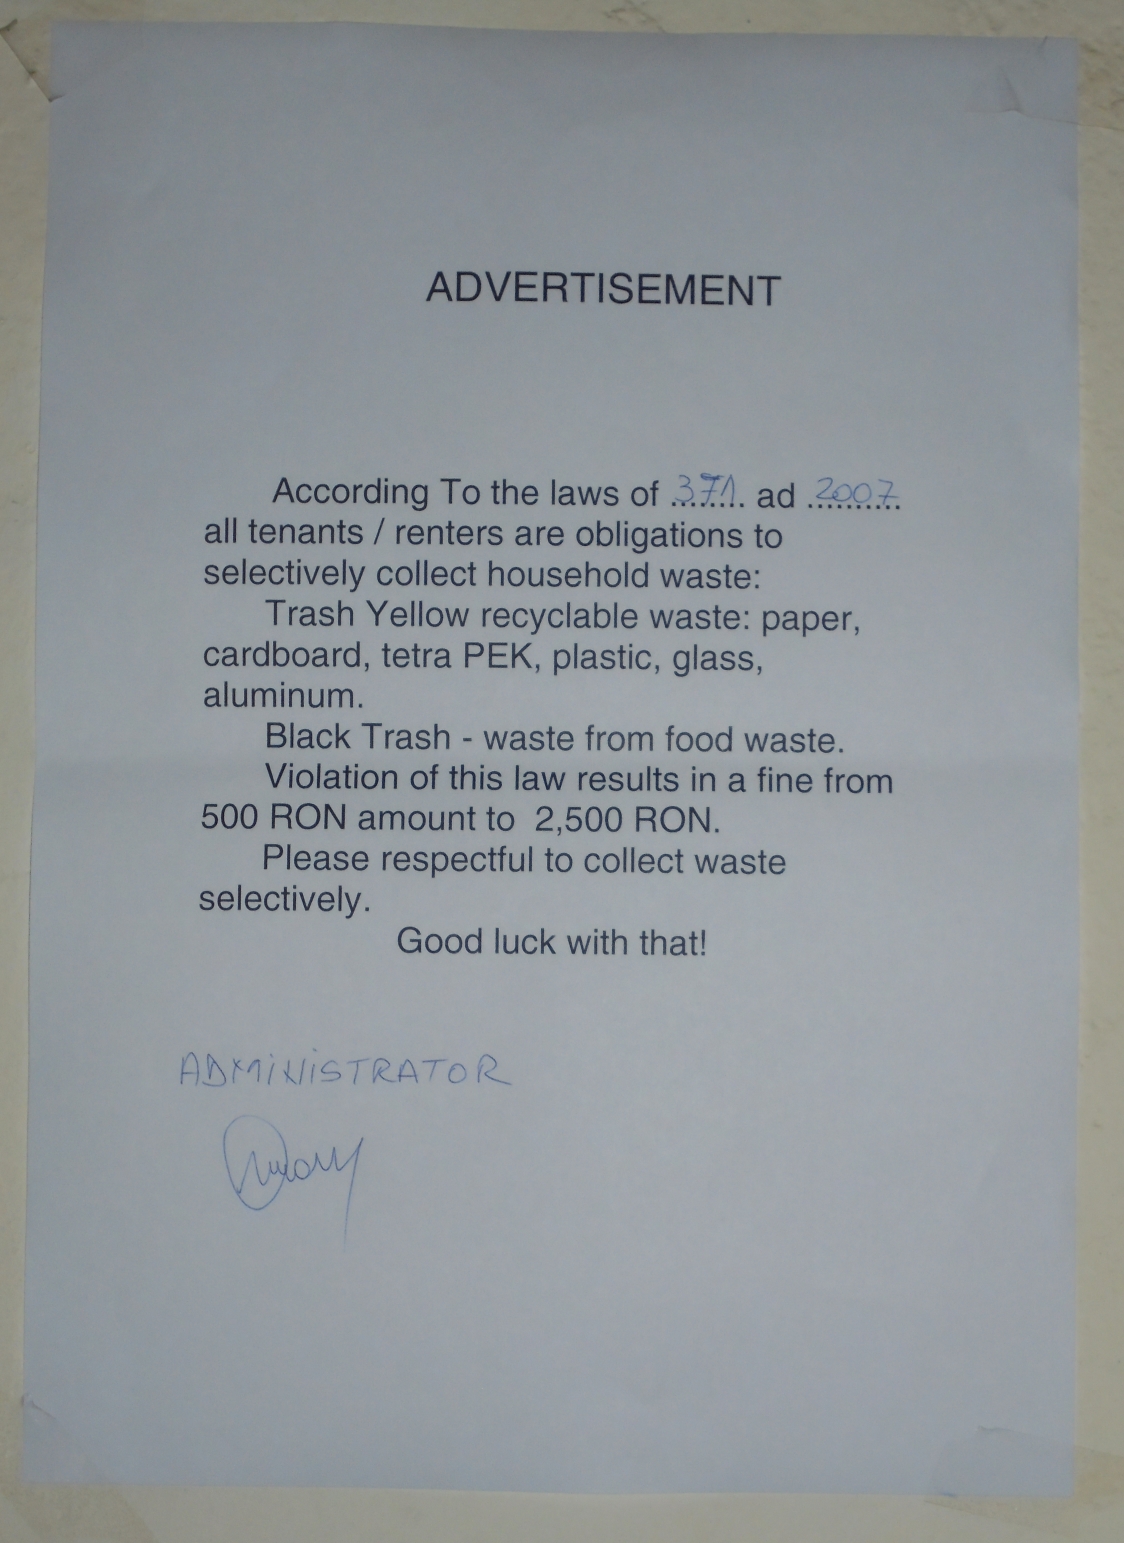 ADVERTISEMENT
According To the laws of .371. ad .2007.
all tenants / renters are obligations to
selectively collect household waste:
Trash Yellow recyclable waste: paper,
cardboard, tetra PEK, plastic, glass,
aluminum.
Black Trash - waste from food waste.
Violation of this law results in a fine from
500 RON amount to 2,500 RON.
Please respectful to collect waste
selectively.
Good luck with that!
ADMiNiSTRATOR